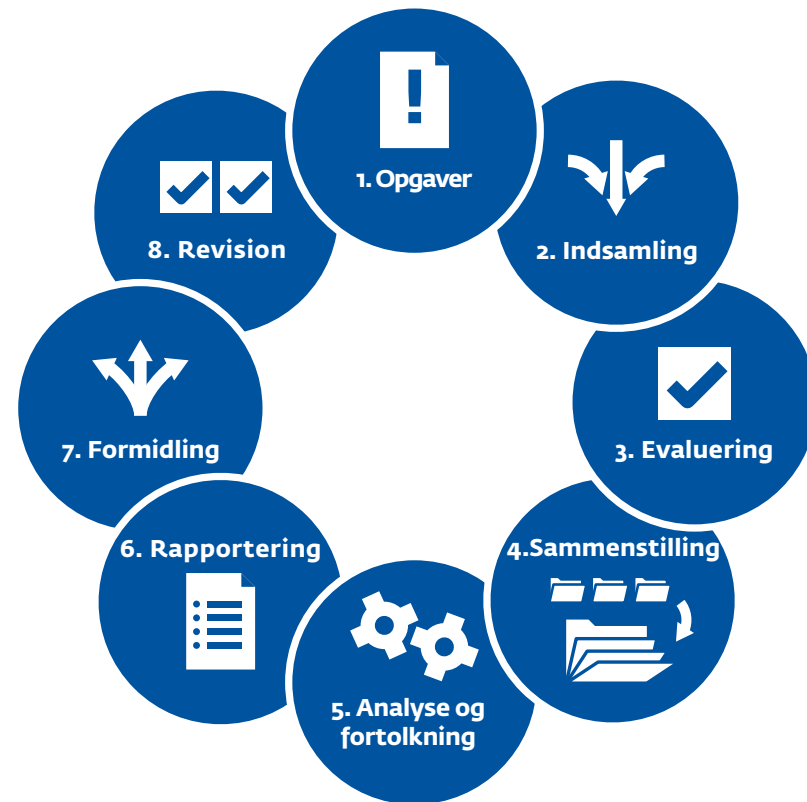 1. Opgaver
2. Indsamling
3. Evaluering
4.Sammenstilling
5. Analyse og
fortolkning
6. Rapportering
7. Formidling
8. Revision